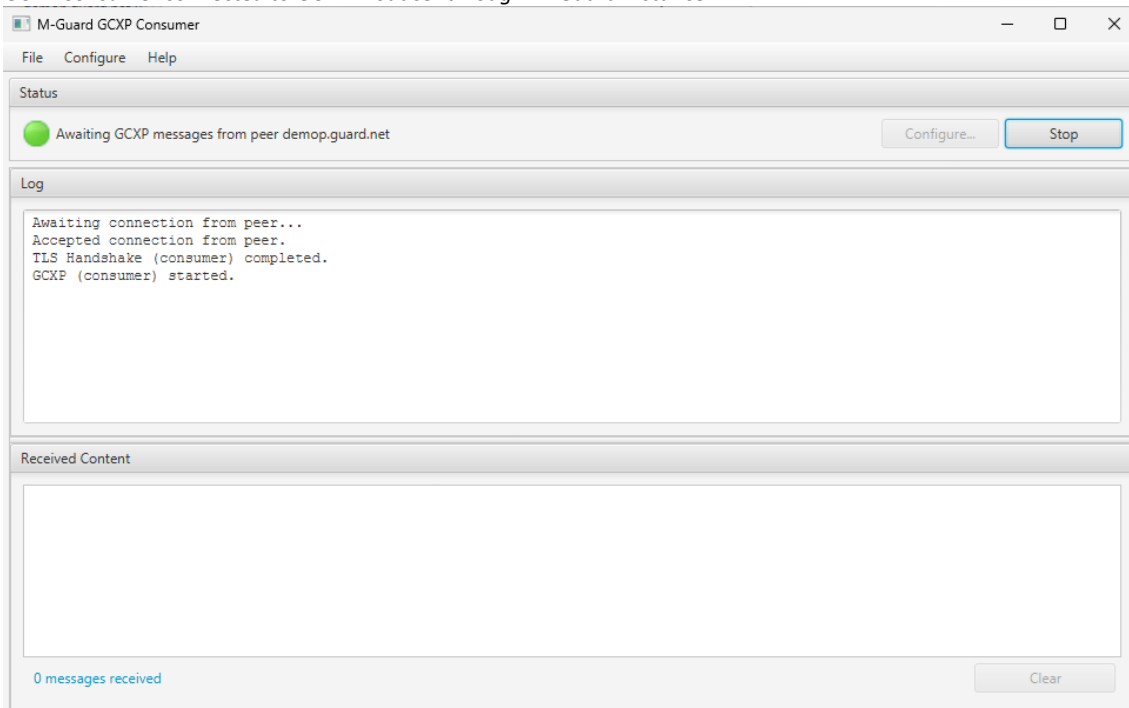 M-Guard GCXP Consumer
File Configure Help
Status
Awaiting GCXP messages from peer demop.guard.net
Configure...
Stop
Log
Awaiting connection from peer...
Accepted connection from peer.
TLS Handshake (consumer) completed.
GCXP (consumer) started.
Received Content
0 messages received
Clear